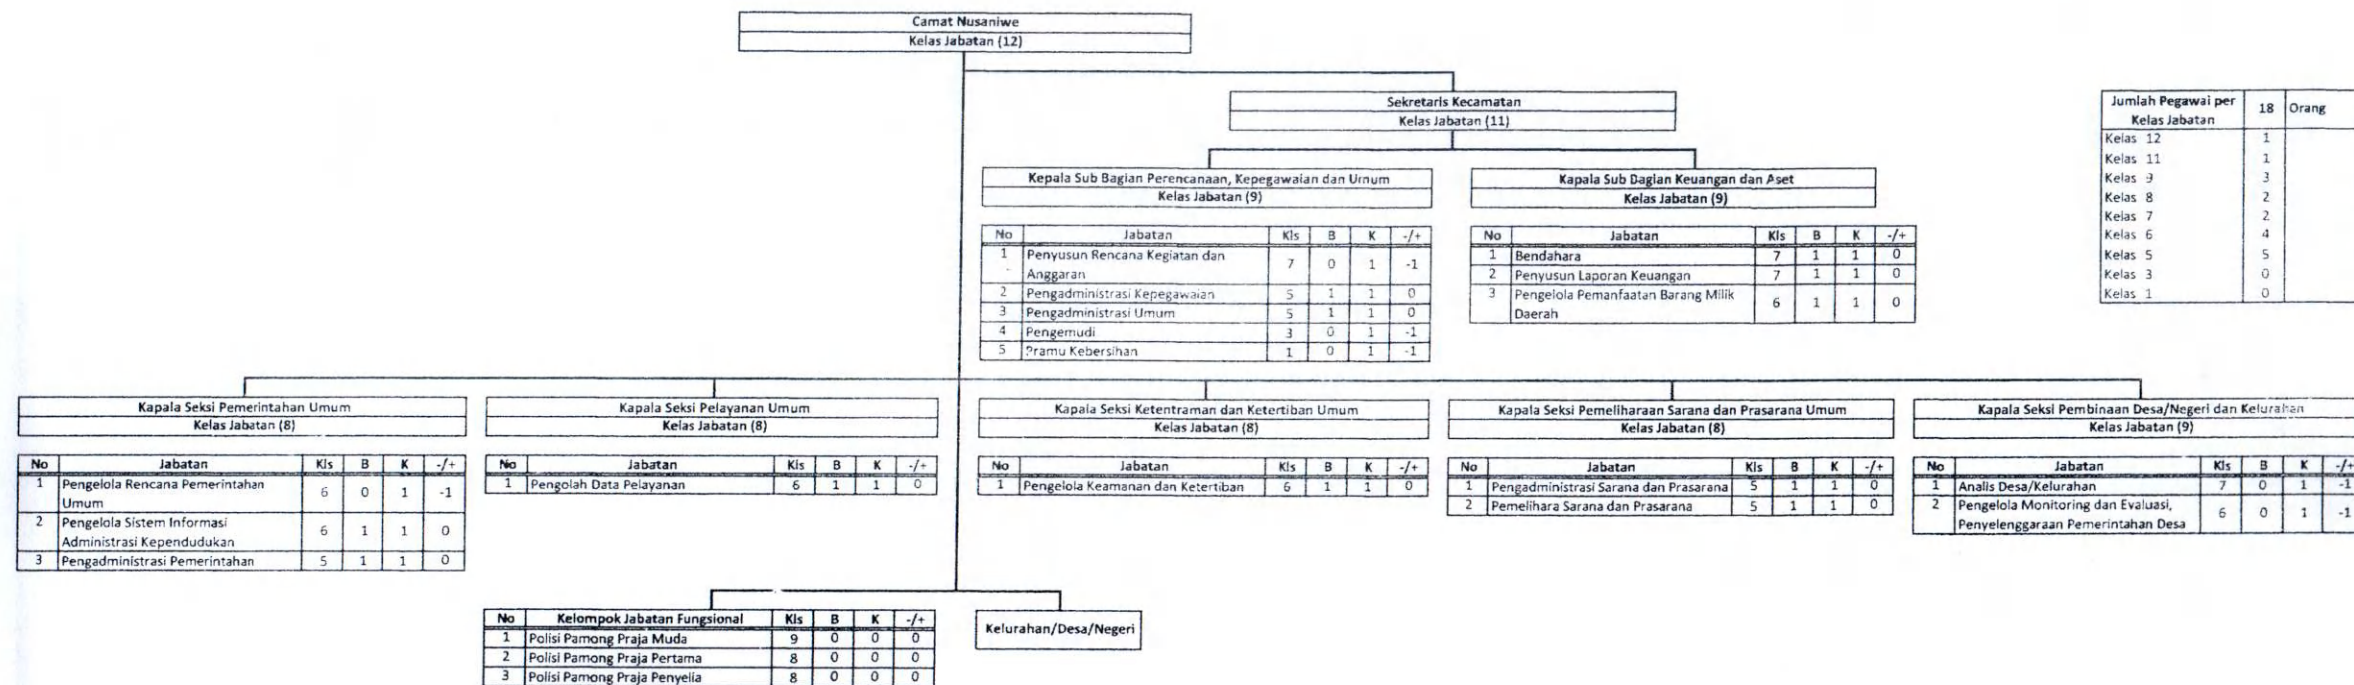 Camat Nusaniwe
Kelas Jabatan (12)
Sekretaris Kecamatan
Kelas Jabatan (11)
Jumlah Pegawai per Kelas Jabatan 18 Orang
Kelas 12 1
Kelas 11 1
Kelas 9 3
Kelas 8 2
Kelas 7 2
Kelas 6 4
Kelas 5 5
Kelas 3 0
Kelas 1 0
Kepala Sub Bagian Perencanaan, Kepegawaian dan Umum
Kelas Jabatan (9)
No Jabatan Kls B K -/+
1 Penyusun Rencana Kegiatan dan
Anggaran 7 0 1 -1
2 Pengadministrasi Kepegawaian 5 1 1 0
3 Pengadministrasi Umum 5 1 1 0
4 Pengemudi 3 0 1 -1
5 Pramu Kebersihan 1 0 1 -1
Kapala Sub Dagian Keuangan dan Aset
Kelas Jabatan (9)
No Jabatan Kls B K -/+
1 Bendahara 7 1 1 0
2 Penyusun Laporan Keuangan 7 1 1 0
3 Pengelola Pemanfaatan Barang Milik
Daerah 6 1 1 0
Kapala Seksi Pemerintahan Umum
Kelas Jabatan (8)
No Jabatan Kls B K -/+
1 Pengelola Rencana Pemerintahan
Umum 6 0 1 -1
2 Pengelola Sistem Informasi
Administrasi Kependudukan 6 1 1 0
3 Pengadministrasi Pemerintahan 5 1 1 0
Kapala Seksi Pelayanan Umum
Kelas Jabatan (8)
No Jabatan Kls B K -/+
1 Pengolah Data Pelayanan 6 1 1 0
Kapala Seksi Ketentraman dan Ketertiban Umum
Kelas Jabatan (8)
No Jabatan Kls B K -/+
1 Pengelola Keamanan dan Ketertiban 6 1 1 0
Kapala Seksi Pemeliharaan Sarana dan Prasarana Umum
Kelas Jabatan (8)
No Jabatan Kls B K -/+
1 Pengadministrasi Sarana dan Prasarana 5 1 1 0
2 Pemelihara Sarana dan Prasarana 5 1 1 0
Kapala Seksi Pembinaan Desa/Negeri dan Kelurahan
Kelas Jabatan (9)
No Jabatan Kls B K -/+
1 Analis Desa/Kelurahan 7 0 1 -1
2 Pengelola Monitoring dan Evaluasi,
Penyelenggaraan Pemerintahan Desa 6 0 1 -1
No Kelompok Jabatan Fungsional Kls B K -/+
1 Polisi Pamong Praja Muda 9 0 0 0
2 Polisi Pamong Praja Pertama 8 0 0 0
3 Polisi Pamong Praja Penyelia 8 0 0 0
Kelurahan/Desa/Negeri